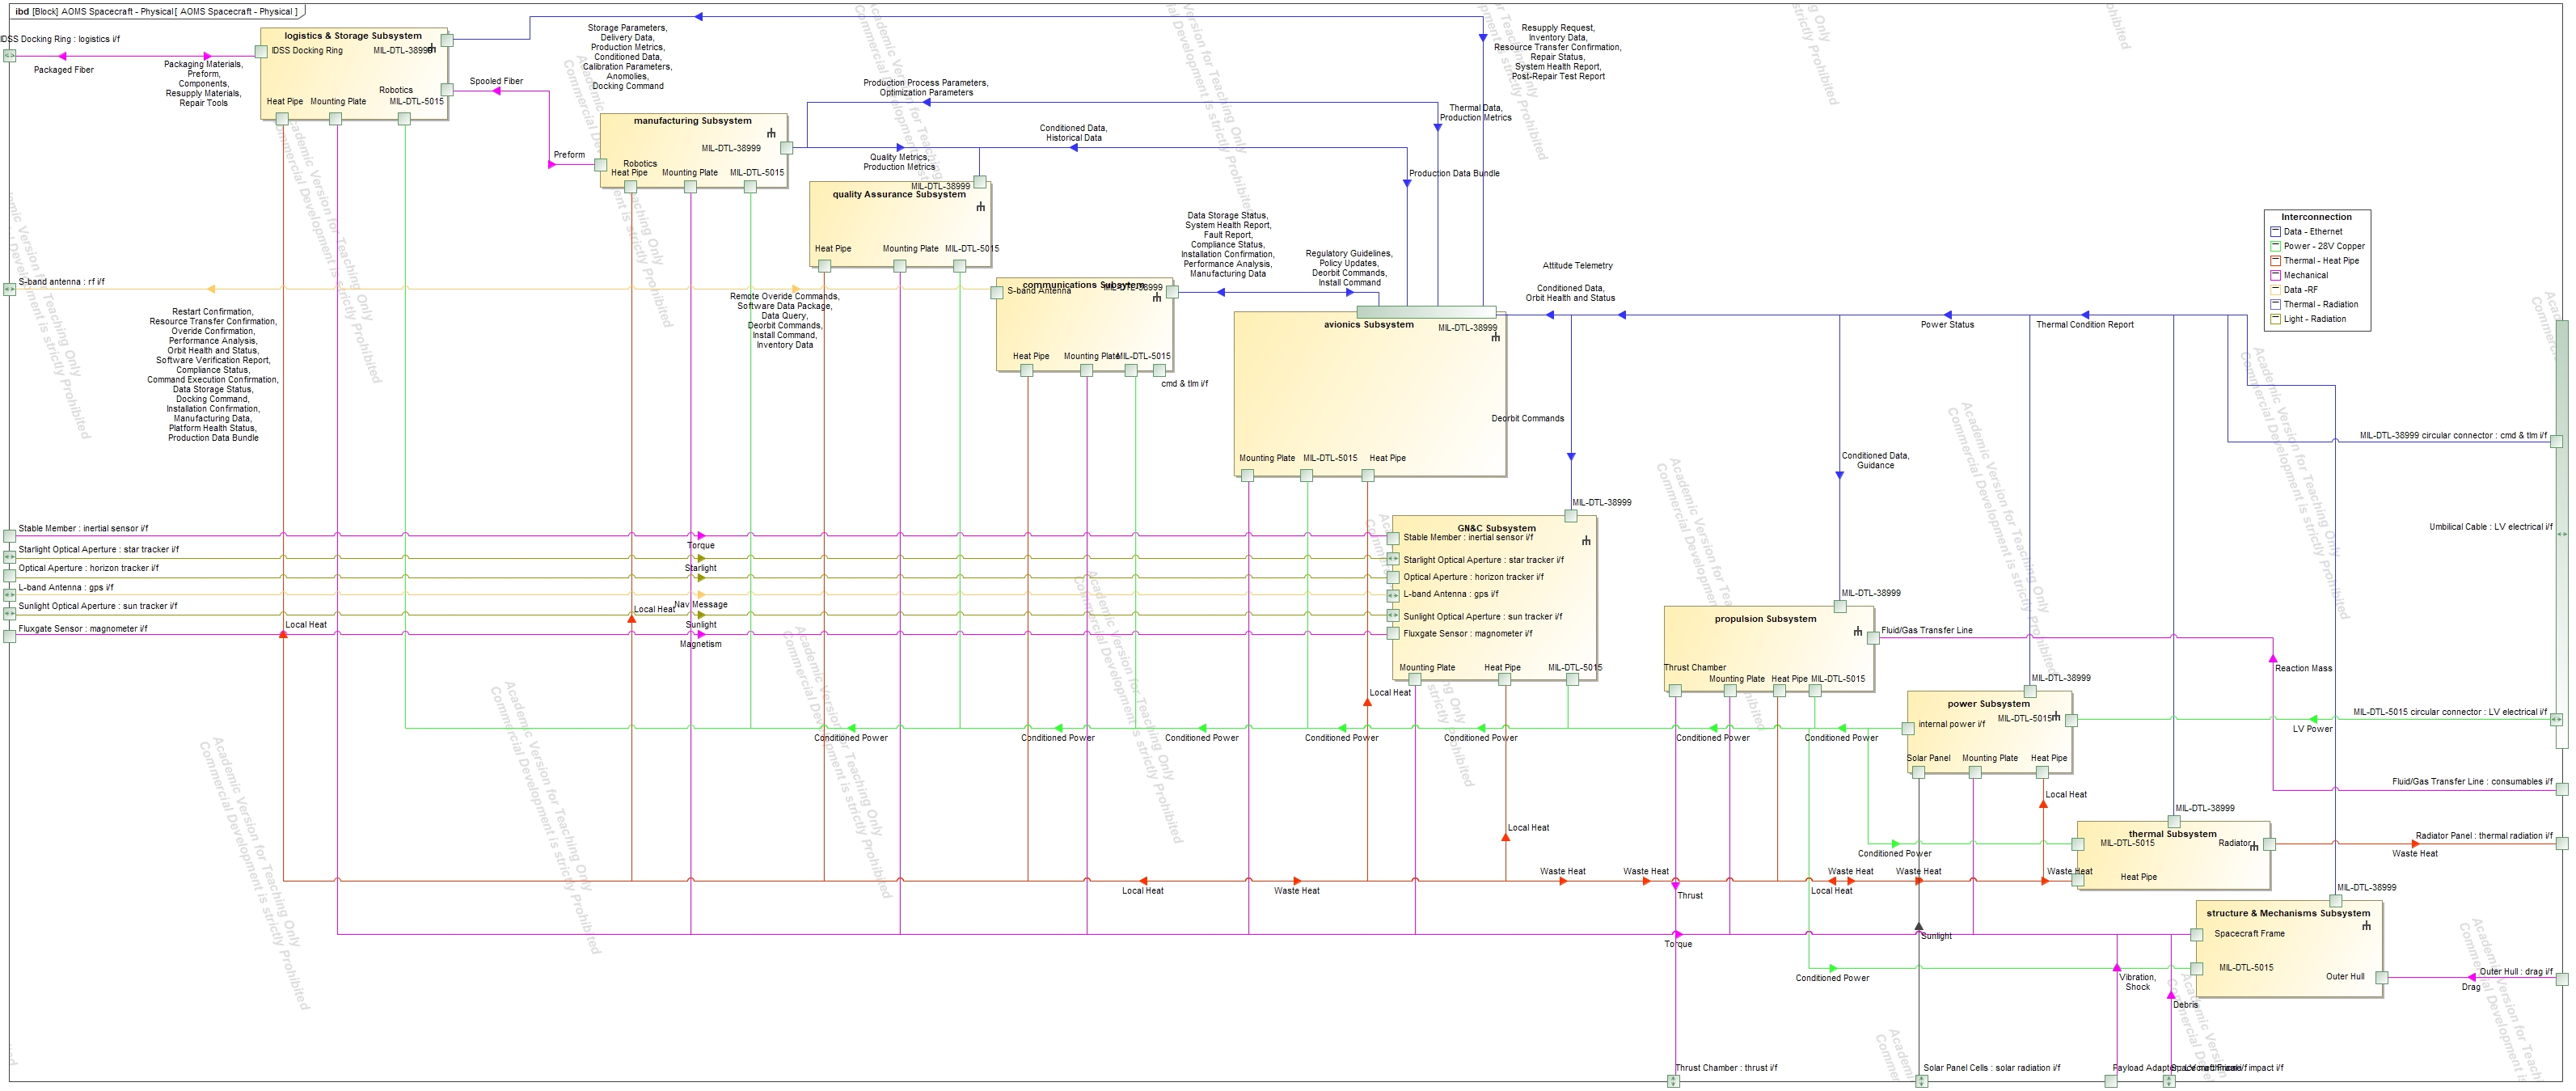 ibd [Block] AOMS Spacecraft - Physical[ AOMS Spacecraft - Physical ]
IDSS Docking Ring : logistics i/f
Packaged Fiber
Packaging Materials,
Preform,
Components,
Resupply Materials,
Repair Tools
logistics & Storage Subsystem
IDSS Docking Ring
MIL-DTL-38999
Robotics
Heat Pipe
Mounting Plate
MIL-DTL-5015
Spooled Fiber
Preform
Storage Parameters,
Delivery Data,
Production Metrics,
Conditioned Data,
Calibration Parameters,
Anomolies,
Docking Command
Resupply Request,
Inventory Data,
Resource Transfer Confirmation,
Repair Status,
System Health Report,
Post-Repair Test Report
Production Process Parameters,
Optimization Parameters
Thermal Data,
Production Metrics
manufacturing Subsystem
MIL-DTL-38999
Robotics
Heat Pipe
Mounting Plate
MIL-DTL-5015
Conditioned Data,
Historical Data
Quality Metrics,
Production Metrics
Production Data Bundle
MIL-DTL-38999
quality Assurance Subsystem
Heat Pipe
Mounting Plate
MIL-DTL-5015
Data Storage Status,
System Health Report,
Fault Report,
Compliance Status,
Installation Confirmation,
Performance Analysis,
Manufacturing Data
Regulatory Guidelines,
Policy Updates,
Deorbit Commands,
Install Command
Attitude Telemetry
Conditioned Data,
Orbit Health and Status
Interconnection
Data - Ethernet
Power - 28V Copper
Thermal - Heat Pipe
Mechanical
Data -RF
Thermal - Radiation
Light - Radiation
S-band antenna : rf i/f
Restart Confirmation,
Resource Transfer Confirmation,
Overide Confirmation,
Performance Analysis,
Orbit Health and Status,
Software Verification Report,
Compliance Status,
Command Execution Confirmation,
Data Storage Status,
Docking Command,
Installation Confirmation,
Manufacturing Data,
Platform Health Status,
Production Data Bundle
Remote Overide Commands,
Software Data Package,
Data Query,
Deorbit Commands,
Install Command,
Inventory Data
communications Subsystem
S-band Antenna
MIL-DTL-38999
Heat Pipe
Mounting Plate
MIL-DTL-5015
cmd & tlm i/f
avionics Subsystem
MIL-DTL-38999
Mounting Plate
MIL-DTL-5015
Heat Pipe
Power Status
Thermal Condition Report
Deorbit Commands
Conditioned Data,
Guidance
MIL-DTL-38999 circular connector : cmd & tlm i/f
Umbilical Cable : LV electrical i/f
Stable Member : inertial sensor i/f
Starlight Optical Aperture : star tracker i/f
Optical Aperture : horizon tracker i/f
L-band Antenna : gps i/f
Sunlight Optical Aperture : sun tracker i/f
Fluxgate Sensor : magnometer i/f
Torque
Starlight
Nav Message
Sunlight
Magnetism
Local Heat
Local Heat
MIL-DTL-38999
GN&C Subsystem
Stable Member : inertial sensor i/f
Starlight Optical Aperture : star tracker i/f
Optical Aperture : horizon tracker i/f
L-band Antenna : gps i/f
Sunlight Optical Aperture : sun tracker i/f
Fluxgate Sensor : magnometer i/f
Mounting Plate
Heat Pipe
MIL-DTL-5015
Local Heat
MIL-DTL-38999
propulsion Subsystem
Thrust Chamber
Mounting Plate
Heat Pipe
MIL-DTL-5015
Fluid/Gas Transfer Line
Reaction Mass
MIL-DTL-38999
power Subsystem
internal power i/f
MIL-DTL-5015
Solar Panel
Mounting Plate
Heat Pipe
MIL-DTL-5015 circular connector : LV electrical i/f
LV Power
Conditioned Power
Conditioned Power
Conditioned Power
Conditioned Power
Conditioned Power
Conditioned Power
Conditioned Power
Fluid/Gas Transfer Line : consumables i/f
Local Heat
Local Heat
MIL-DTL-38999
thermal Subsystem
MIL-DTL-5015
Radiator
Heat Pipe
Radiator Panel : thermal radiation i/f
Waste Heat
Conditioned Power
Local Heat
Waste Heat
Waste Heat
Waste Heat
Waste Heat
Local Heat
Waste Heat
Waste Heat
Thrust
MIL-DTL-38999
structure & Mechanisms Subsystem
Spacecraft Frame
MIL-DTL-5015
Outer Hull
Outer Hull : drag i/f
Drag
Torque
Sunlight
Conditioned Power
Vibration,
Shock
Debris
Thrust Chamber : thrust i/f
Solar Panel Cells : solar radiation i/f
Payload Adapter
impact i/f
Academic Version for Teaching Only
Commercial Development is strictly Prohibited